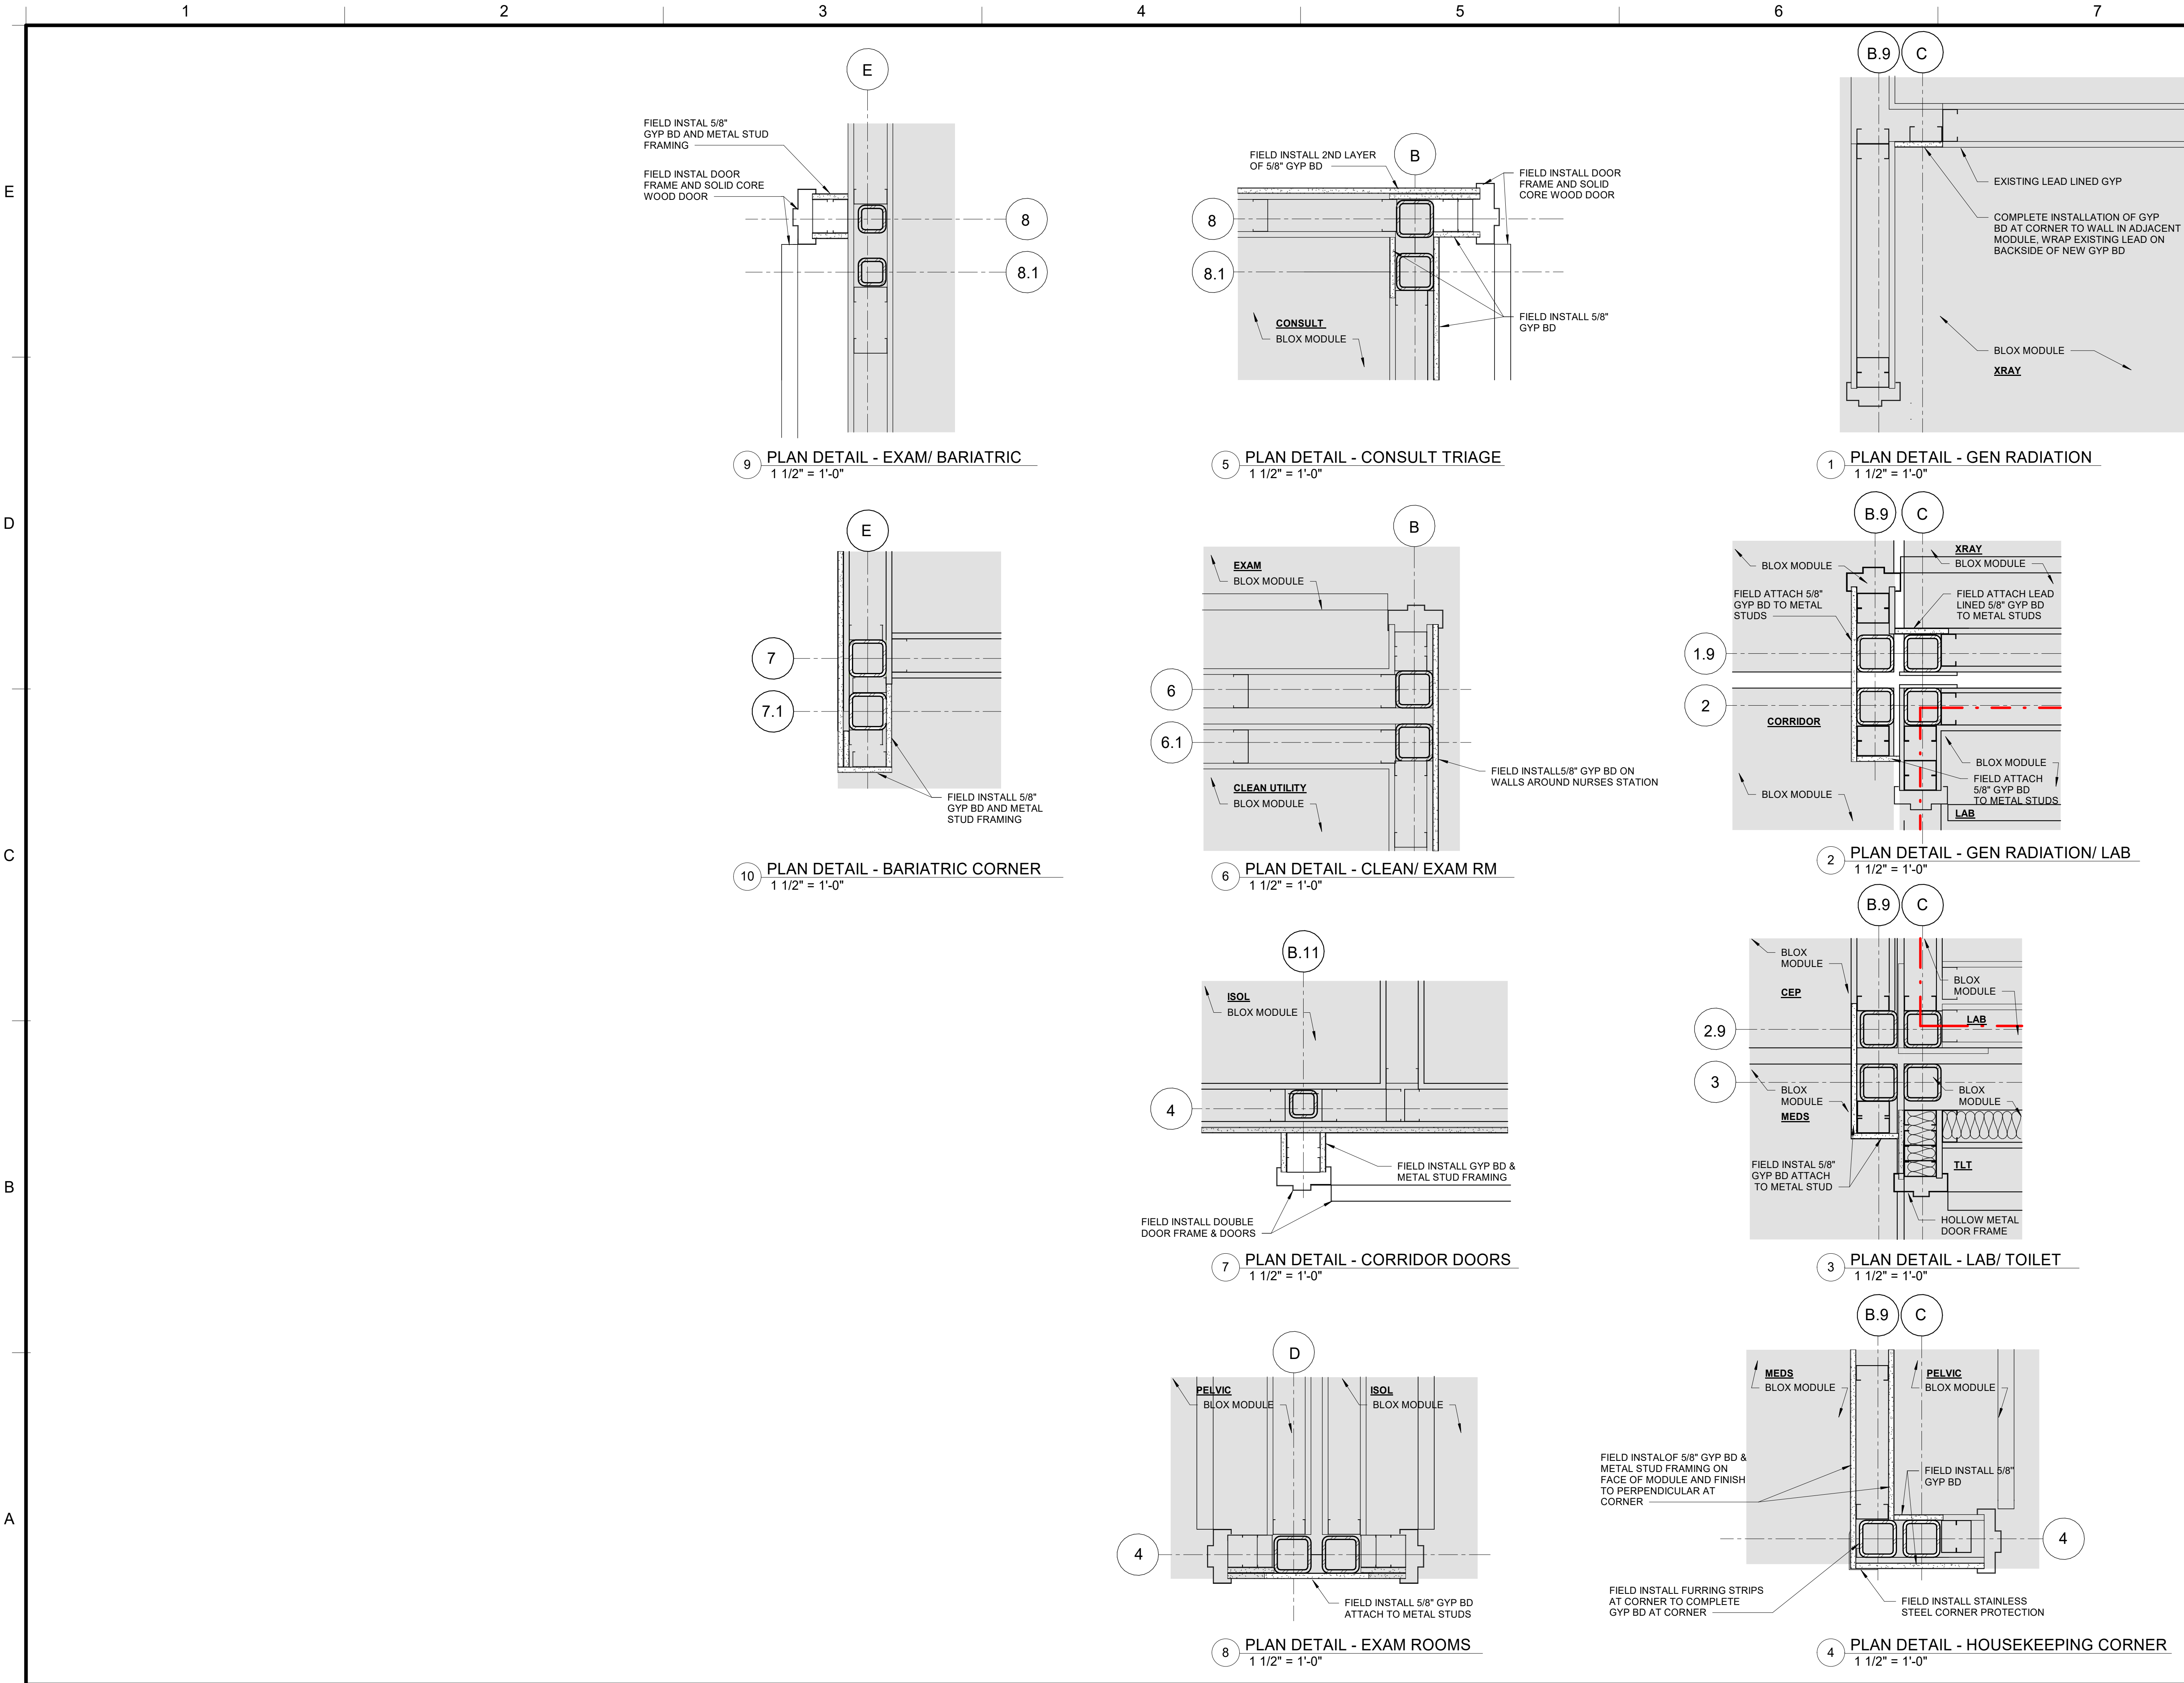 1
2
3
4
5
6
7
E
D
C
B
A
E
FIELD INSTAL 5/8"
GYP BD AND METAL STUD
FRAMING
FIELD INSTAL DOOR
FRAME AND SOLID CORE
WOOD DOOR
8
8.1
9
PLAN DETAIL - EXAM/ BARIATRIC
1 1/2" = 1'-0"
E
7
7.1
FIELD INSTALL 5/8"
GYP BD AND METAL
STUD FRAMING
10
PLAN DETAIL - BARIATRIC CORNER
1 1/2" = 1'-0"
B
FIELD INSTALL 2ND LAYER
OF 5/8" GYP BD
FIELD INSTALL DOOR
FRAME AND SOLID
CORE WOOD DOOR
8
8.1
CONSULT
BLOX MODULE
FIELD INSTALL 5/8"
GYP BD
5
PLAN DETAIL - CONSULT TRIAGE
1 1/2" = 1'-0"
B
EXAM
BLOX MODULE
6
6.1
CLEAN UTILITY
BLOX MODULE
FIELD INSTALL5/8" GYP BD ON
WALLS AROUND NURSES STATION
6
PLAN DETAIL - CLEAN/ EXAM RM
1 1/2" = 1'-0"
B.11
ISOL
BLOX MODULE
4
FIELD INSTALL GYP BD &
METAL STUD FRAMING
FIELD INSTALL DOUBLE
DOOR FRAME & DOORS
7
PLAN DETAIL - CORRIDOR DOORS
1 1/2" = 1'-0"
D
PELVIC
BLOX MODULE
ISOL
BLOX MODULE
4
FIELD INSTALL 5/8" GYP BD
ATTACH TO METAL STUDS
8
PLAN DETAIL - EXAM ROOMS
1 1/2" = 1'-0"
B.9
C
EXISTING LEAD LINED GYP
COMPLETE INSTALLATION OF GYP
BD AT CORNER TO WALL IN ADJACENT
MODULE, WRAP EXISTING LEAD ON
BACKSIDE OF NEW GYP BD
BLOX MODULE
XRAY
1
PLAN DETAIL - GEN RADIATION
1 1/2" = 1'-0"
B.9
C
XRAY
BLOX MODULE
BLOX MODULE
FIELD ATTACH 5/8"
GYP BD TO METAL
STUDS
FIELD ATTACH LEAD
LINED 5/8" GYP BD
TO METAL STUDS
1.9
2
CORRIDOR
BLOX MODULE
BLOX MODULE
FIELD ATTACH
5/8" GYP BD
TO METAL STUDS
LAB
2
PLAN DETAIL - GEN RADIATION/ LAB
1 1/2" = 1'-0"
B.9
C
BLOX
MODULE
CEP
BLOX
MODULE
LAB
2.9
3
BLOX
MODULE
MEDS
BLOX
MODULE
FIELD INSTAL 5/8"
GYP BD ATTACH
TO METAL STUD
TLT
HOLLOW METAL
DOOR FRAME
3
PLAN DETAIL - LAB/ TOILET
1 1/2" = 1'-0"
B.9
C
MEDS
BLOX MODULE
PELVIC
BLOX MODULE
FIELD INSTALOF 5/8" GYP BD &
METAL STUD FRAMING ON
FACE OF MODULE AND FINISH
TO PERPENDICULAR AT
CORNER
FIELD INSTALL 5/8"
GYP BD
4
FIELD INSTALL FURRING STRIPS
AT CORNER TO COMPLETE
GYP BD AT CORNER
FIELD INSTALL STAINLESS
STEEL CORNER PROTECTION
4
PLAN DETAIL - HOUSEKEEPING CORNER
1 1/2" = 1'-0"